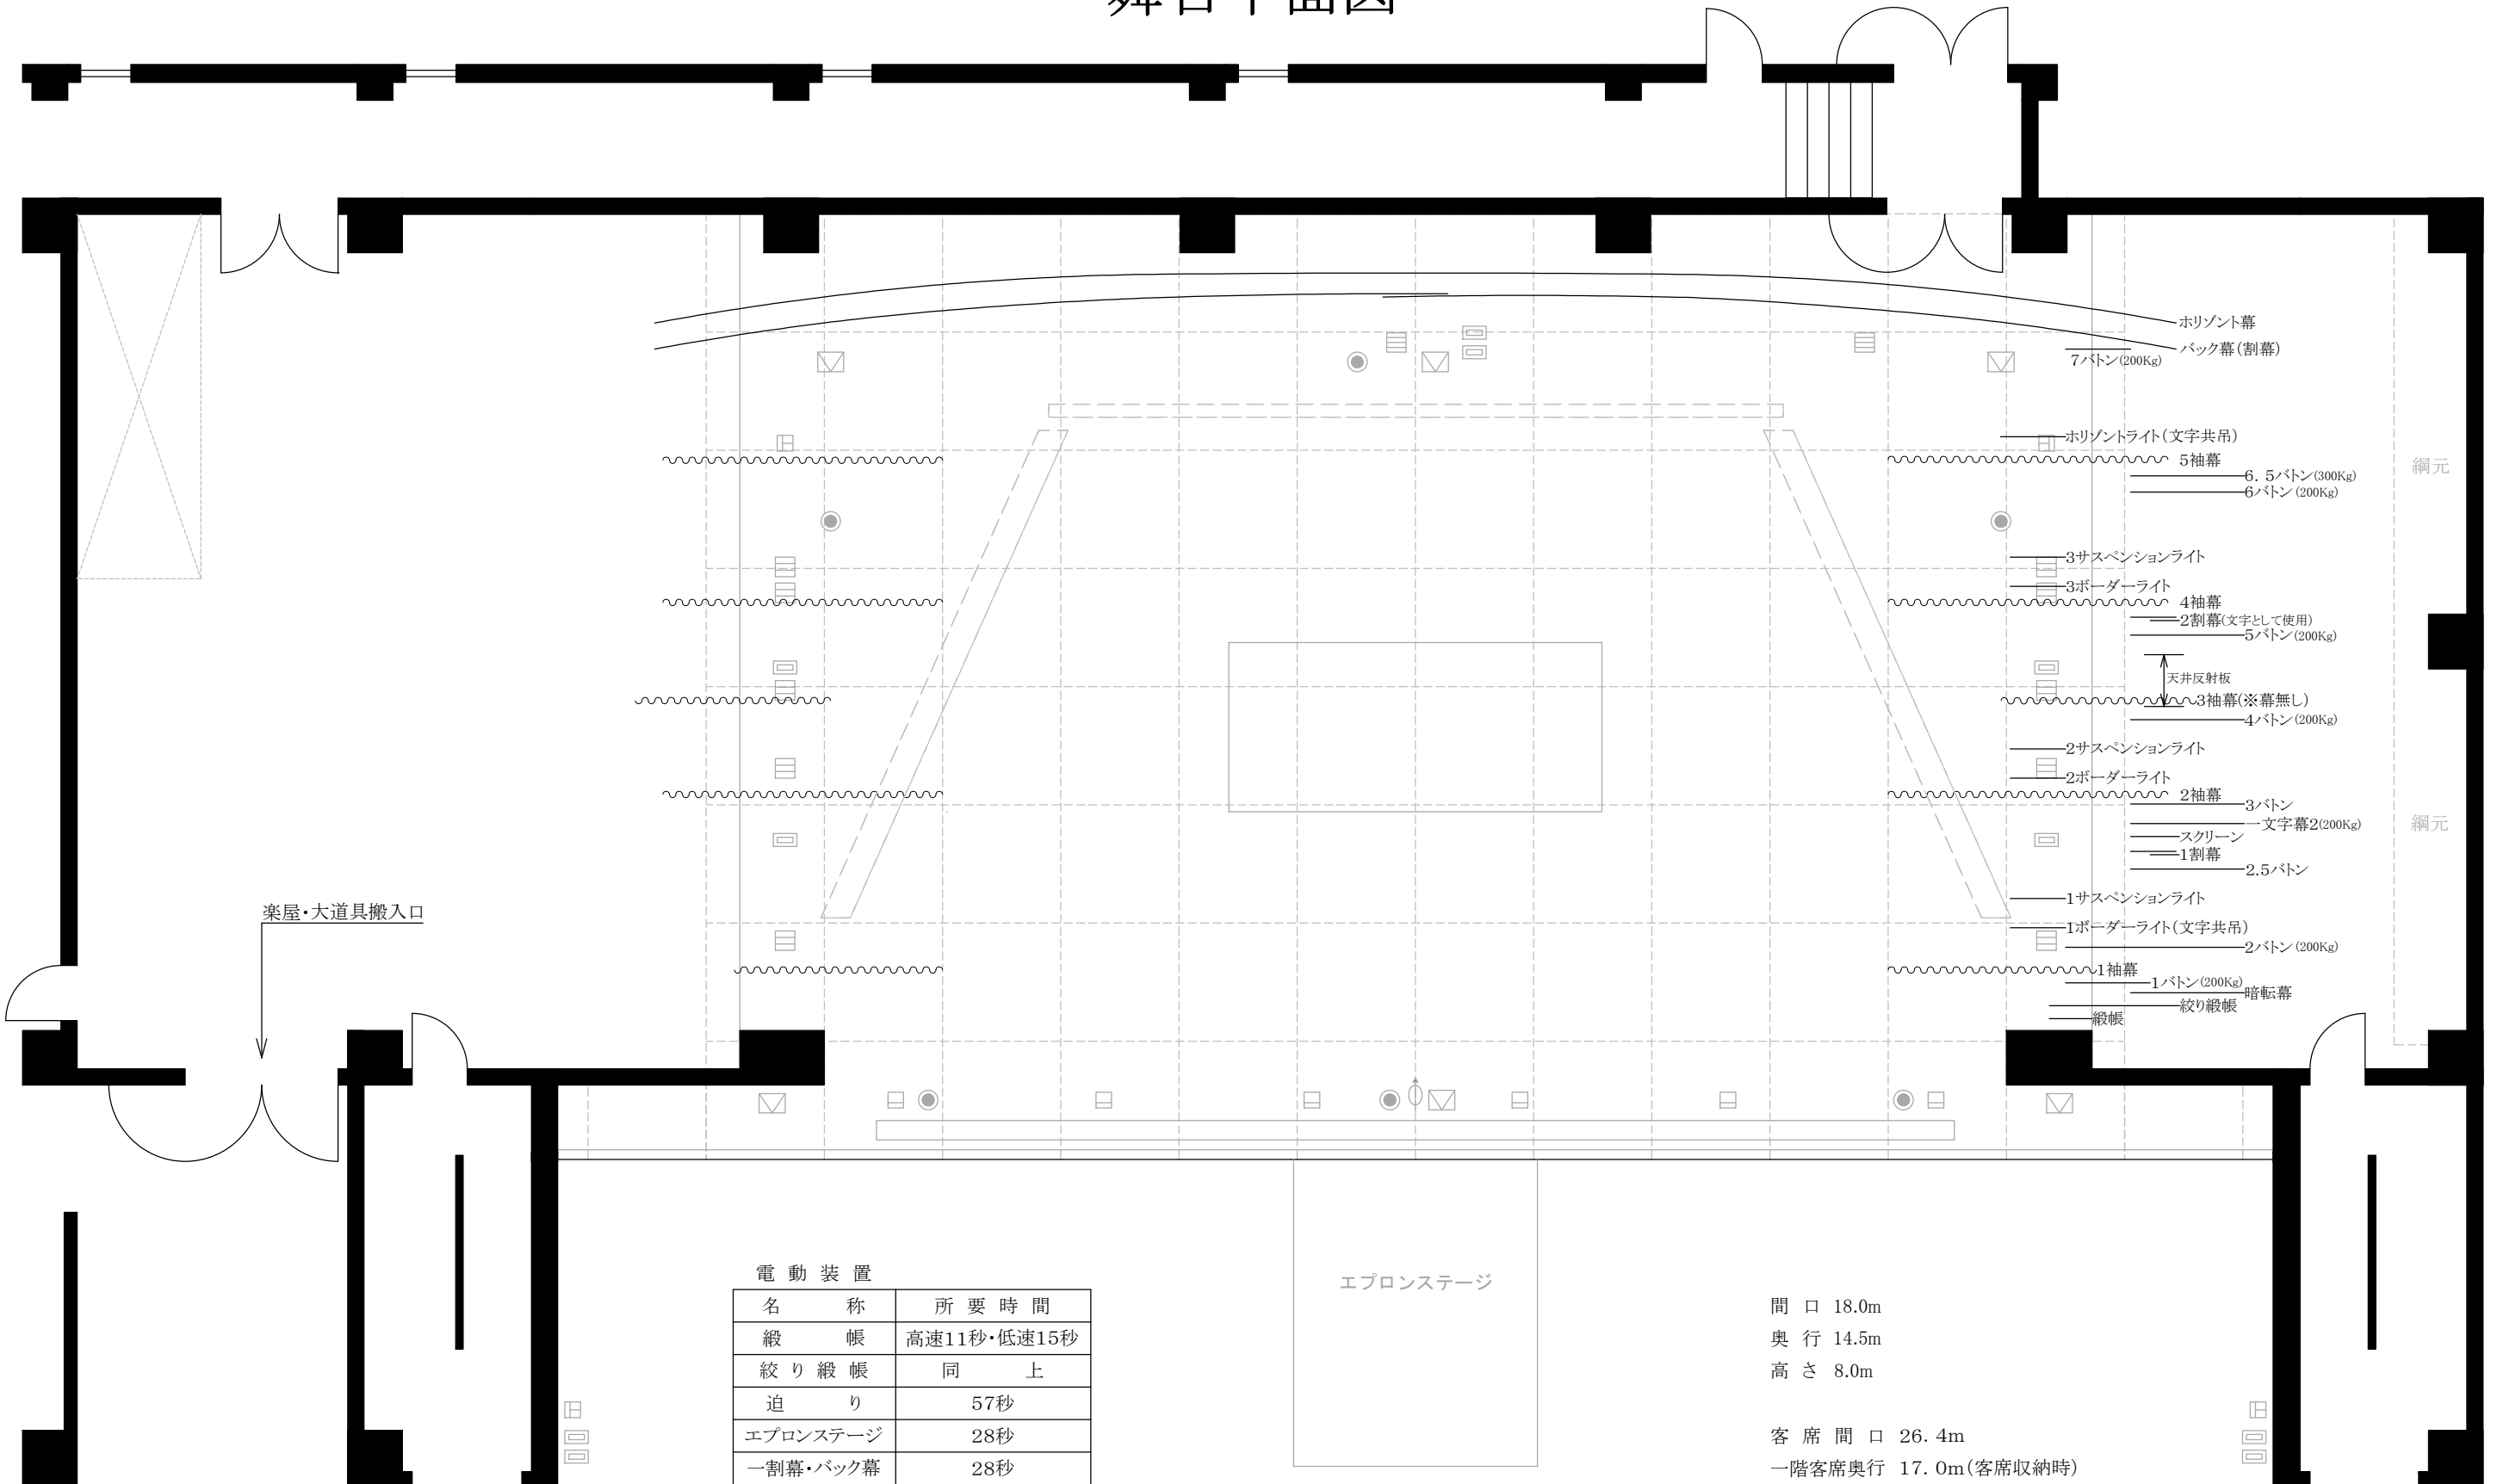 舞台平面図
ホリゾント幕
バック幕(割幕)
7バトン(200Kg)
ホリゾントライト(文字共吊)
5袖幕
綱元
6. 5バトン(300Kg)
6バトン(200Kg)
3サスペンションライト
3ボーダーライト
4袖幕
2割幕(文字として使用)
5バトン(200Kg)
天井反射板
3袖幕(※幕無し)
4バトン(200Kg)
2サスペンションライト
2ボーダーライト
2袖幕
3バトン
一文字幕2(200Kg)
綱元
スクリーン
1割幕
2.5バトン
1サスペンションライト
楽屋・大道具搬入口
1ボーダーライト(文字共吊)
2バトン(200Kg)
1袖幕
1バトン(200Kg)
暗転幕
絞り緞帳
緞帳
電動装置
名称 所要時間
緞帳 高速11秒・低速15秒
絞り緞帳 同上
迫り 57秒
エプロンステージ 28秒
一割幕・バック幕 28秒
エプロンステージ
間口 18.0m
奥行 14.5m
高さ 8.0m
客席間口 26. 4m
一階客席奥行 17. 0m(客席収納時)